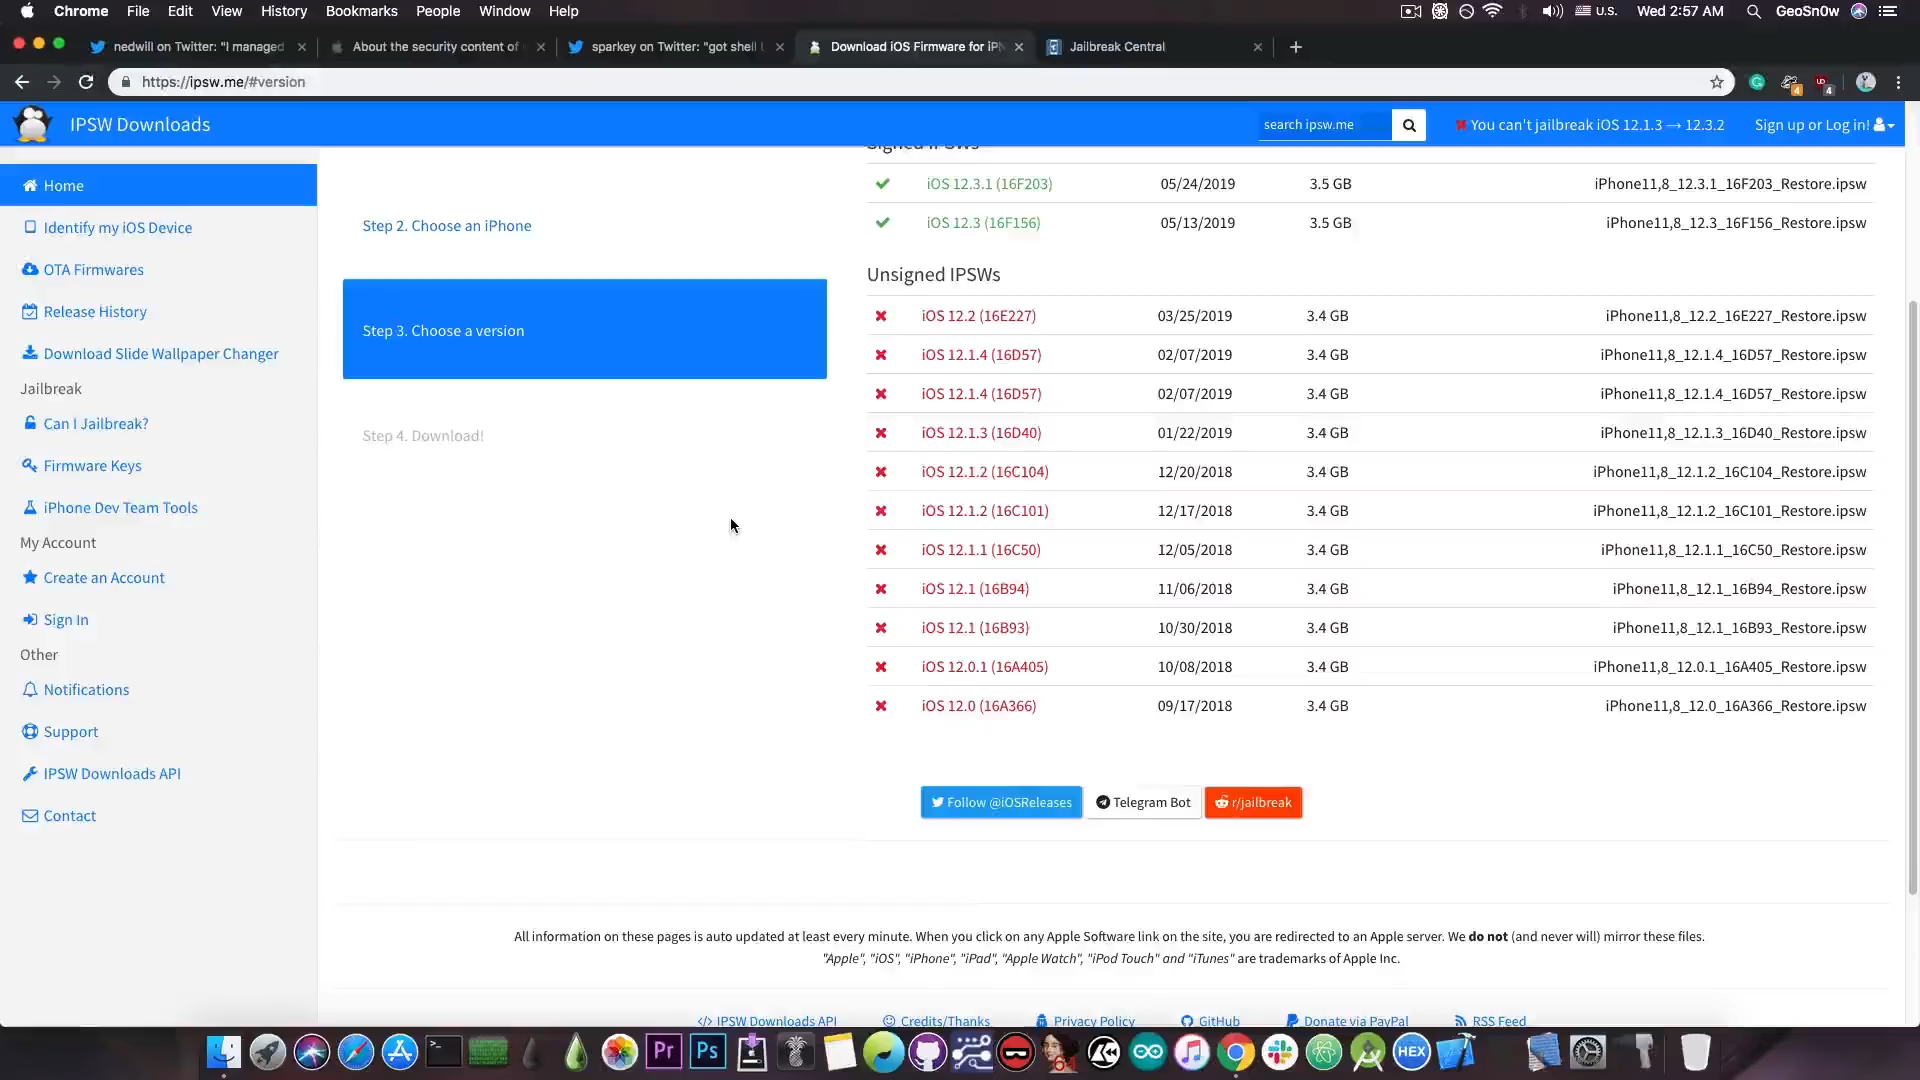 Chrome File Edit View History Bookmarks People Window Help
U.S. Wed 2:57 AM GeoSn0w
nedwill on Twitter: "I managed
About the security content of
sparkey on Twitter: "got shell
Download iOS Firmware for iPh
Jailbreak Central
https://ipsw.me/#version
4
4
IPSW Downloads
search ipsw.me
You can't jailbreak iOS 12.1.3 → 12.3.2
Sign up or Log in!
Home
Identify my iOS Device
OTA Firmwares
Release History
Download Slide Wallpaper Changer
Jailbreak
Can I Jailbreak?
Firmware Keys
iPhone Dev Team Tools
My Account
Create an Account
Sign In
Other
Notifications
Support
IPSW Downloads API
Contact
Step 2. Choose an iPhone
Step 3. Choose a version
Step 4. Download!
Signed IPSWs
iOS 12.3.1 (16F203) 05/24/2019 3.5 GB iPhone11,8_12.3.1_16F203_Restore.ipsw
iOS 12.3 (16F156) 05/13/2019 3.5 GB iPhone11,8_12.3_16F156_Restore.ipsw
Unsigned IPSWs
iOS 12.2 (16E227) 03/25/2019 3.4 GB iPhone11,8_12.2_16E227_Restore.ipsw
iOS 12.1.4 (16D57) 02/07/2019 3.4 GB iPhone11,8_12.1.4_16D57_Restore.ipsw
iOS 12.1.4 (16D57) 02/07/2019 3.4 GB iPhone11,8_12.1.4_16D57_Restore.ipsw
iOS 12.1.3 (16D40) 01/22/2019 3.4 GB iPhone11,8_12.1.3_16D40_Restore.ipsw
iOS 12.1.2 (16C104) 12/20/2018 3.4 GB iPhone11,8_12.1.2_16C104_Restore.ipsw
iOS 12.1.2 (16C101) 12/17/2018 3.4 GB iPhone11,8_12.1.2_16C101_Restore.ipsw
iOS 12.1.1 (16C50) 12/05/2018 3.4 GB iPhone11,8_12.1.1_16C50_Restore.ipsw
iOS 12.1 (16B94) 11/06/2018 3.4 GB iPhone11,8_12.1_16B94_Restore.ipsw
iOS 12.1 (16B93) 10/30/2018 3.4 GB iPhone11,8_12.1_16B93_Restore.ipsw
iOS 12.0.1 (16A405) 10/08/2018 3.4 GB iPhone11,8_12.0.1_16A405_Restore.ipsw
iOS 12.0 (16A366) 09/17/2018 3.4 GB iPhone11,8_12.0_16A366_Restore.ipsw
Follow @iOSReleases Telegram Bot r/jailbreak
All information on these pages is auto updated at least every minute. When you click on any Apple Software link on the site, you are redirected to an Apple server. We do not (and never will) mirror these files.
"Apple", "iOS", "iPhone", "iPad", "Apple Watch", "iPod Touch" and "iTunes" are trademarks of Apple Inc.
</> IPSW Downloads API Credits/Thanks Privacy Policy GitHub Donate via PayPal RSS Feed
Pr Ps HEX